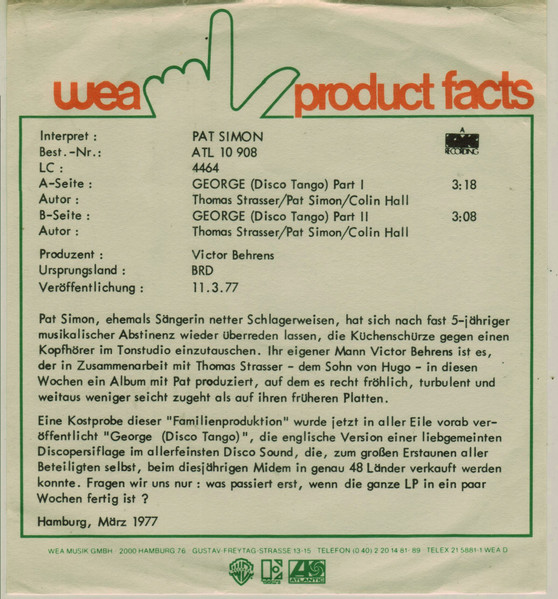 wea product facts
Interpret : PAT SIMON
Best.-Nr.: ATL 10 908
LC : 4464
A-Seite : GEORGE (Disco Tango) Part I 3:18
Autor : Thomas Strasser/Pat Simon/Colin Hall
B-Seite : GEORGE (Disco Tango) Part II 3:08
Autor : Thomas Strasser/Pat Simon/Colin Hall
Produzent : Victor Behrens
Ursprungsland : BRD
Veröffentlichung : 11.3.77
A
RECORDING
Pat Simon, ehemals Sängerin netter Schlagerweisen, hat sich nach fast 5-jähriger
musikalischer Abstinenz wieder überreden lassen, die Küchenschürze gegen einen
Kopfhörer im Tonstudio einzutauschen. Ihr eigener Mann Victor Behrens ist es,
der in Zusammenarbeit mit Thomas Strasser - dem Sohn von Hugo - in diesen
Wochen ein Album mit Pat produziert, auf dem es recht fröhlich, turbulent und
weitaus weniger seicht zugeht als auf ihren früheren Platten.
Eine Kostprobe dieser "Familienproduktion" wurde jetzt in aller Eile vorab ver-
öffentlicht "George (Disco Tango)", die englische Version einer liebgemeinten
Discopersiflage im allerfeinsten Disco Sound, die, zum großen Erstaunen aller
Beteiligten selbst, beim diesjährigen Midem in genau 48 Länder verkauft werden
konnte. Fragen wir uns nur : was passiert erst, wenn die ganze LP in ein paar
Wochen fertig ist ?
Hamburg, März 1977
WEA MUSIK GMBH · 2000 HAMBURG 76 · GUSTAV-FREYTAG-STRASSE 13-15 TELEFON (0 40) 2 20 14 81-89 TELEX 21 5881-1 WEA D
ATLANTIC